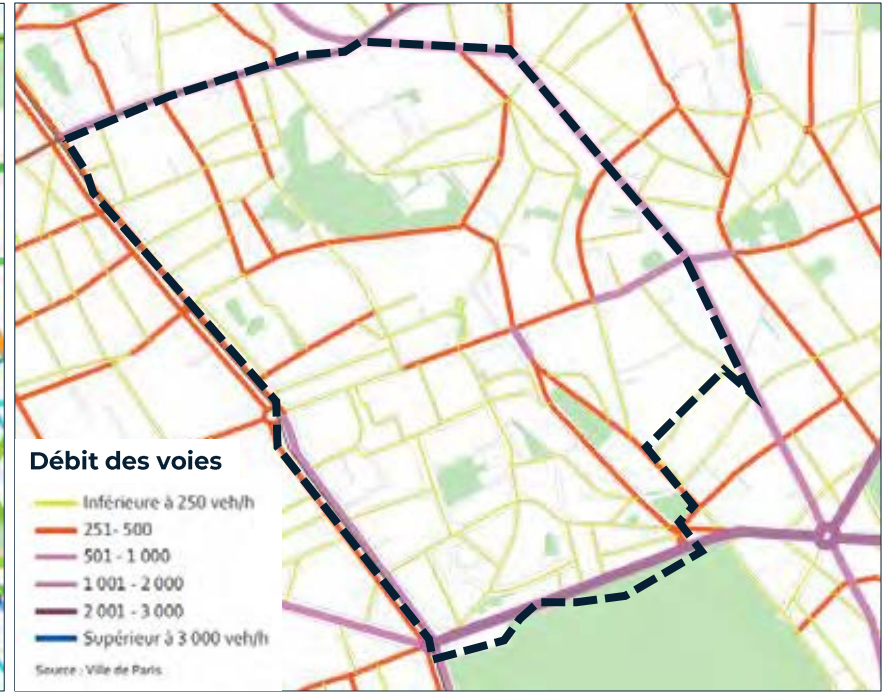 Débit des voies
Inférieure à 250 veh/h
251- 500
501 - 1 000
1 001 - 2 000
2 001 - 3 000
Supérieur à 3 000 veh/h
Source : Ville de Paris